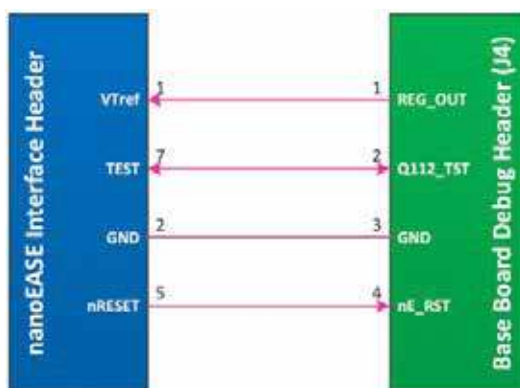 nanoEASE Interface Header
VTref 1 1 REG_OUT
TEST 7 2 Q112_TST
GND 2 3 GND
nRESET 5 4 nE_RST
Base Board Debug Header (J4)